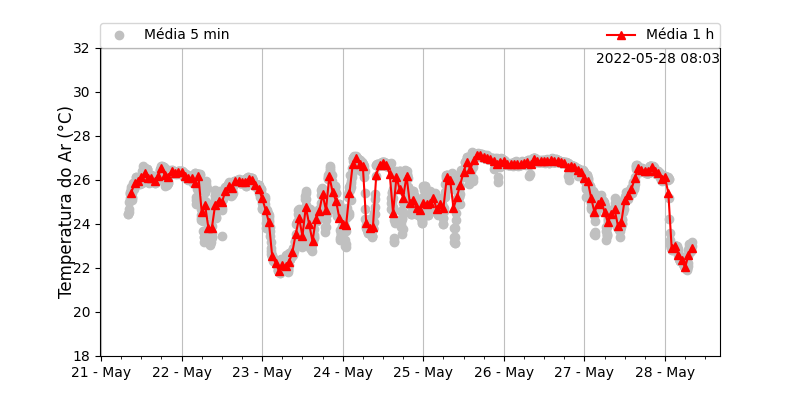 Média 5 min
Média 1 h
2022-05-28 08:03
Temperatura do Ar (°C)
32
30
28
26
24
22
20
18
21 - May
22 - May
23 - May
24 - May
25 - May
26 - May
27 - May
28 - May